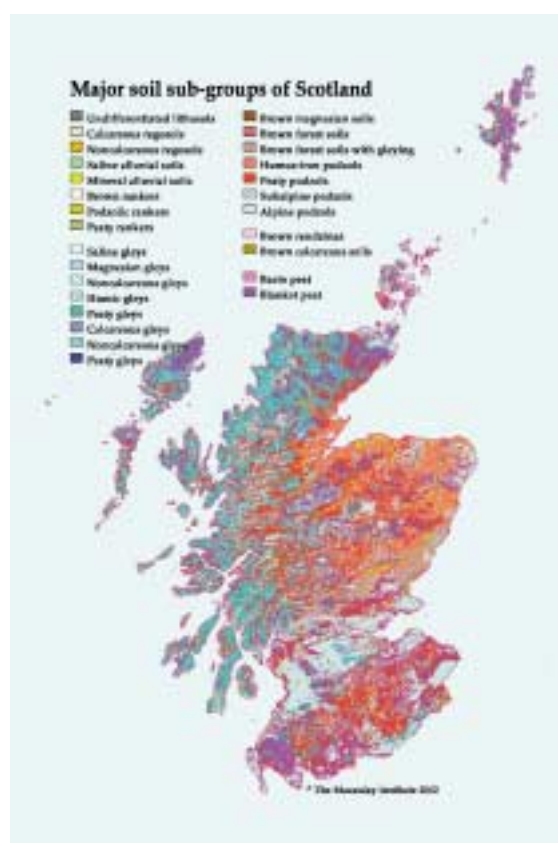 Major soil sub-groups of Scotland
Undifferentiated lithosols
Calcareous regosols
Noncalcareous regosols
Saline alluvial soils
Mineral alluvial soils
Brown rankers
Podzolic rankers
Peaty rankers
Saline gleys
Magnesian gleys
Noncalcareous gleys
Humic gleys
Peaty gleys
Calcareous gleys
Noncalcareous gleys
Peaty gleys
Brown magnesian soils
Brown forest soils
Brown forest soils with gleying
Humus-iron podzols
Peaty podzols
Subalpine podzols
Alpine podzols
Brown rendzinas
Brown calcareous soils
Basin peat
Blanket peat
© The Macaulay Institute 2002